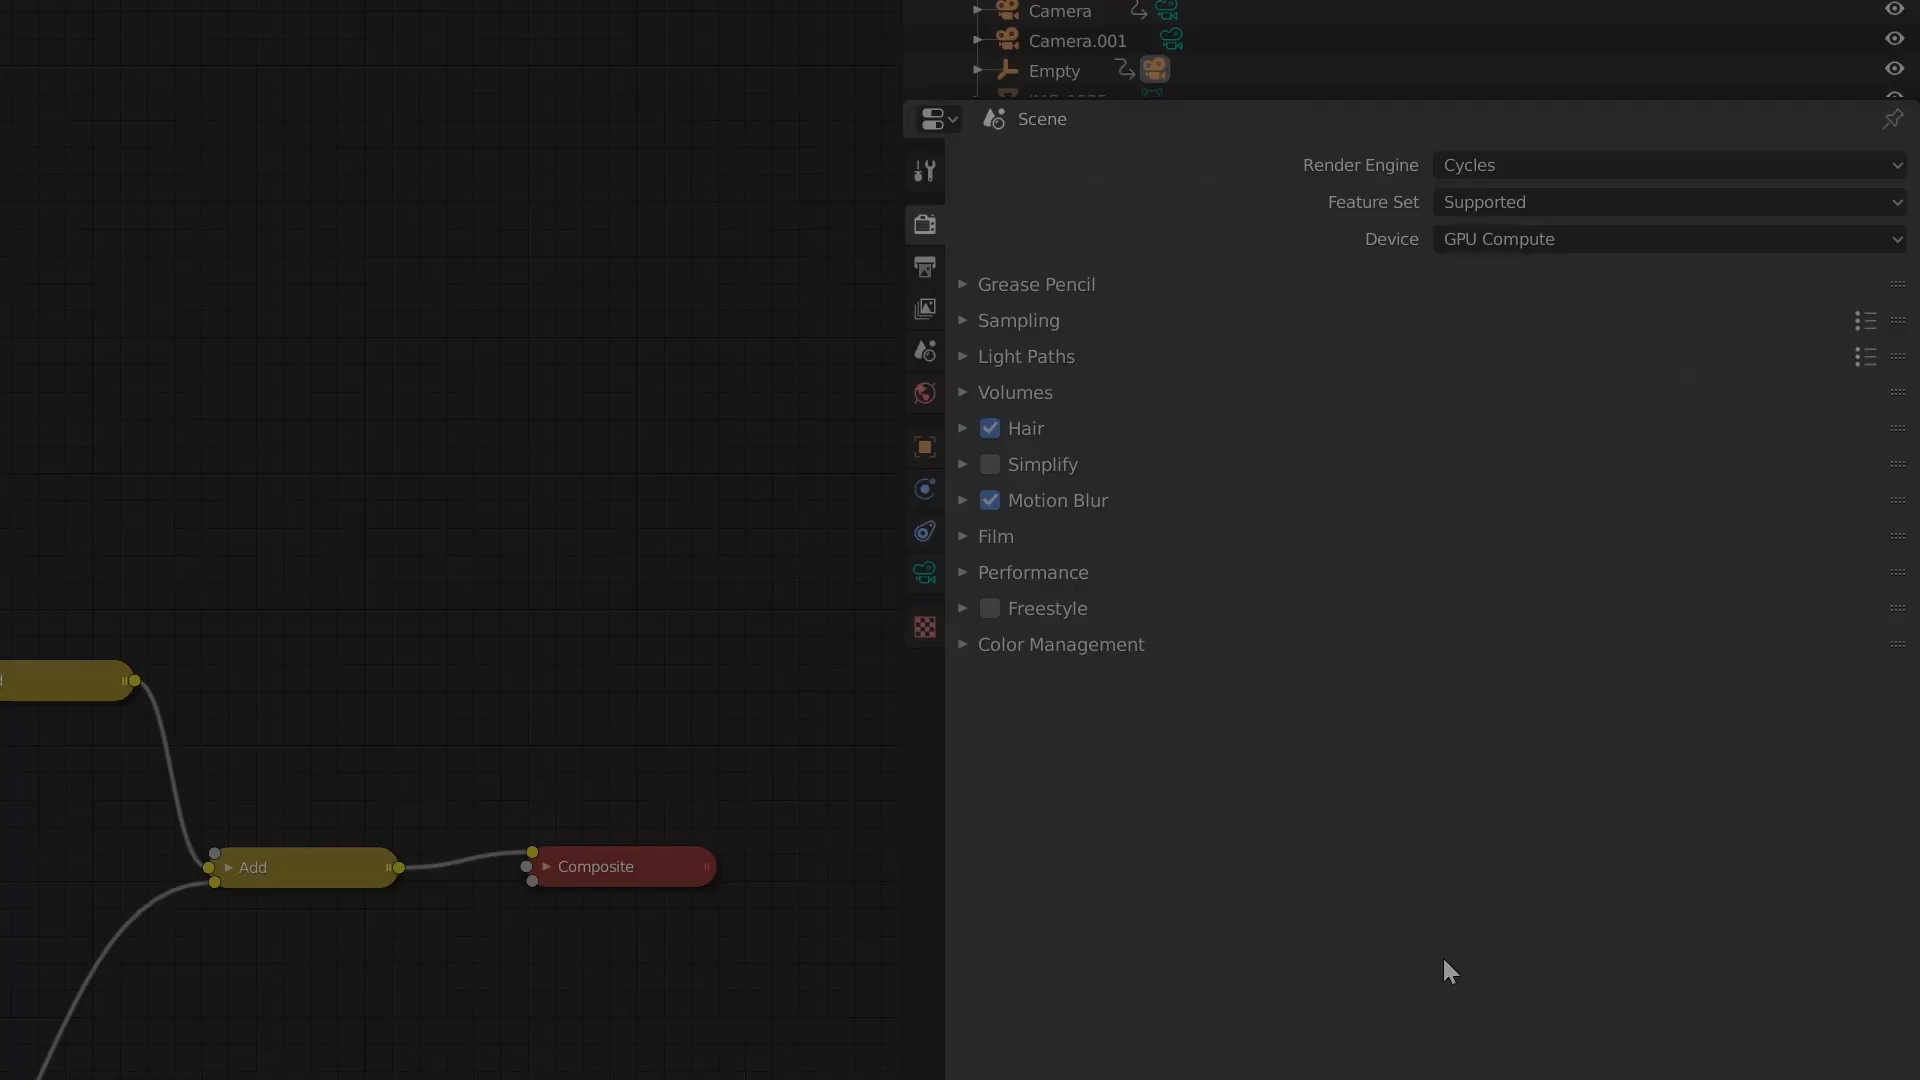 Camera
Camera.001
Empty
Scene
Render Engine
Cycles
Feature Set
Supported
Device
GPU Compute
Grease Pencil
Sampling
Light Paths
Volumes
Hair
Simplify
Motion Blur
Film
Performance
Freestyle
Color Management
Add
Composite